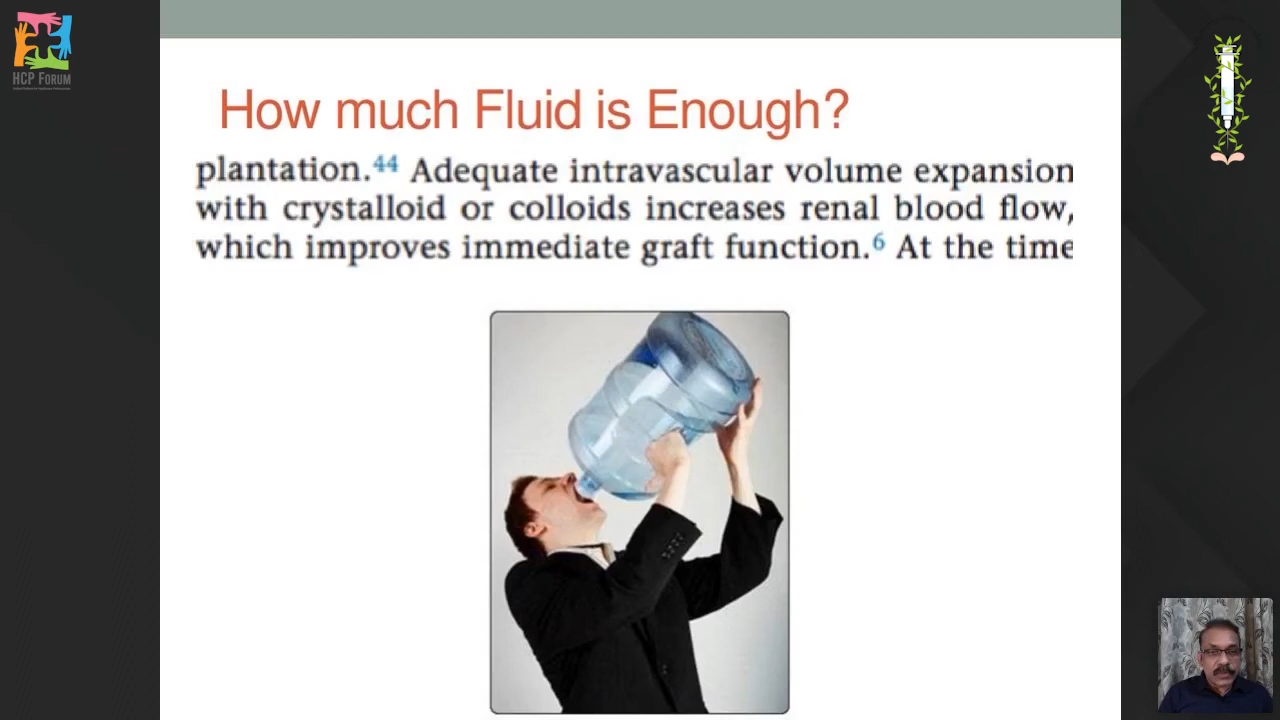 HCP FORUM
How much Fluid is Enough?
plantation.44 Adequate intravascular volume expansion
with crystalloid or colloids increases renal blood flow,
which improves immediate graft function.6 At the time